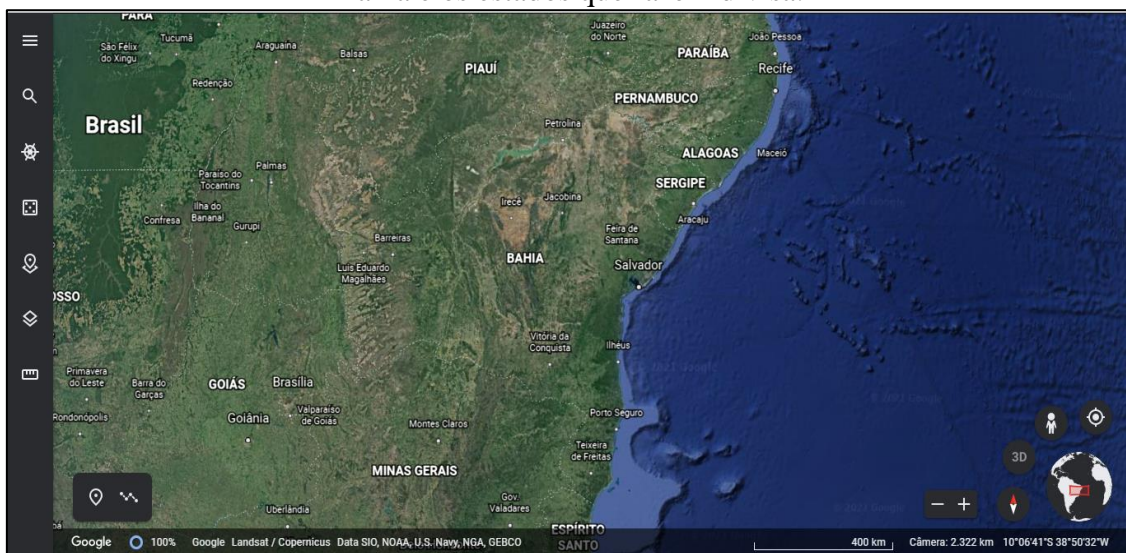 PARÁ
São Félix
do Xingu
Tucumã
Araguaína
Balsas
Juazeiro
do Norte
João Pessoa
PIAUÍ
PARAÍBA
Recife
Redenção
PERNAMBUCO
Brasil
Petrolina
Palmas
ALAGOAS
Maceió
Paraíso do
Tocantins
SERGIPE
Ilha do
Bananal
Confresa
Gurupi
Irecê
Jacobina
Aracaju
Barreiras
Feira de
Santana
BAHIA
Luís Eduardo
Magalhães
Salvador
OSSO
Vitória da
Conquista
Ilhéus
Primavera
do Leste
Barra do
Garças
GOIÁS
Brasília
Rondonópolis
Goiânia
Valparaíso
de Goiás
Montes Claros
Porto Seguro
Teixeira
de Freitas
MINAS GERAIS
3D
Gov.
Valadares
Uberlândia
ESPÍRITO
SANTO
Google 100% Google Landsat / Copernicus Data SIO, NOAA, U.S. Navy, NGA, GEBCO 400 km Câmera: 2.322 km 10°06'41"S 38°50'32"W